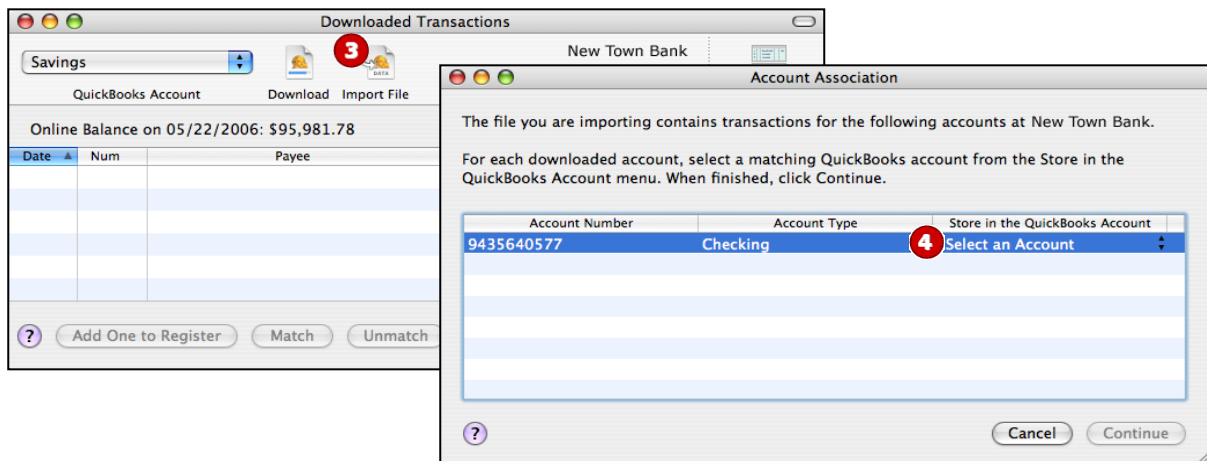 Downloaded Transactions
Savings
3
DATA
New Town Bank
QuickBooks Account
Download
Import File
Online Balance on 05/22/2006: $95,981.78
Date Num Payee
? Add One to Register Match Unmatch
Account Association
The file you are importing contains transactions for the following accounts at New Town Bank.
For each downloaded account, select a matching QuickBooks account from the Store in the
QuickBooks Account menu. When finished, click Continue.
Account Number Account Type Store in the QuickBooks Account
9435640577 Checking 4 Select an Account
? Cancel Continue